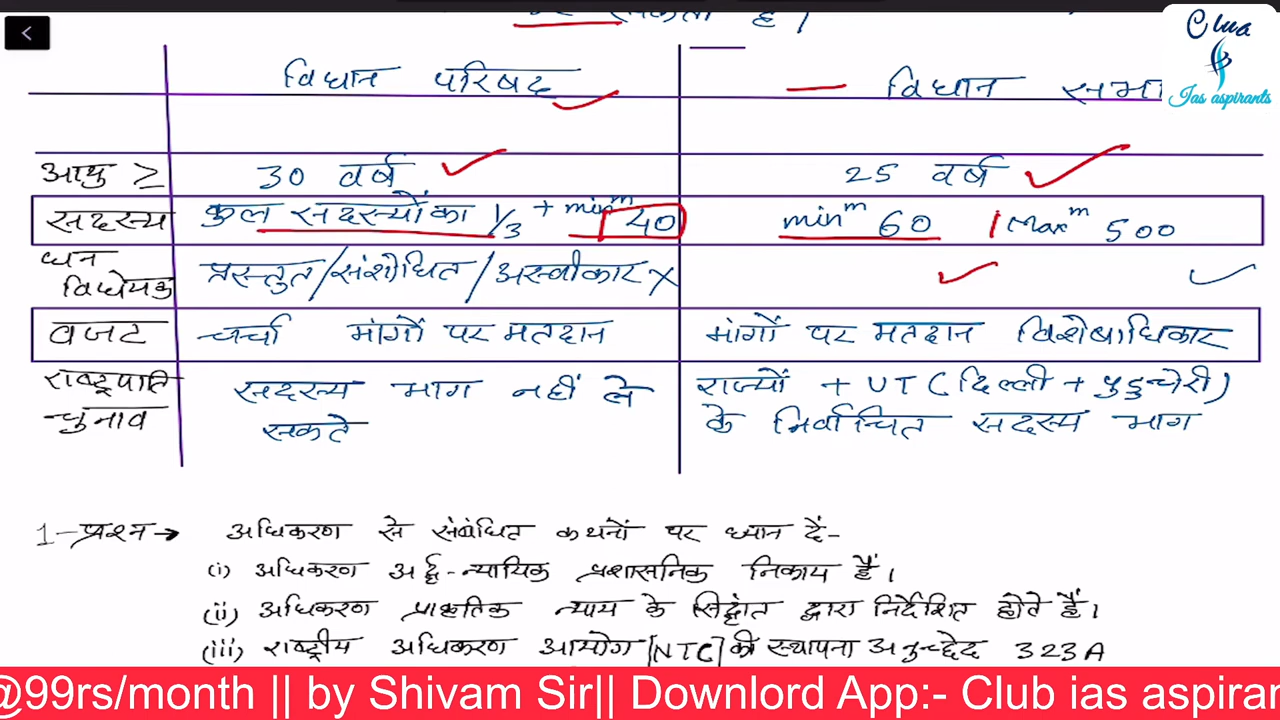 सकता है।
Clua
Ias aspirants
विधान परिषद
विधान सभा
आयु ≥ 30 वर्ष 25 वर्ष
सदस्य कुल सदस्यों का 1/3 + minᵐ 40 minᵐ 60 / Maxᵐ 500
धन विधेयक प्रस्तुत/संशोधित/अस्वीकार X
बजट चर्चा मांगों पर मतदान मांगों पर मतदान विशेषाधिकार
राष्ट्रपति सदस्य भाग नहीं ले राज्यों + UT (दिल्ली + पुडुचेरी)
चुनाव सकते के निर्वाचित सदस्य भाग
1-प्रश्न→ अधिकरण से संबंधित कथनों पर ध्यान दें-
(i) अधिकरण अर्द्ध-न्यायिक प्रशासनिक निकाय हैं।
(ii) अधिकरण प्राकृतिक न्याय के सिद्धांत द्वारा निर्देशित होते हैं।
(iii) राष्ट्रीय अधिकरण आयोग [NTC] की स्थापना अनुच्छेद 323A
@99rs/month || by Shivam Sir|| Downlord App:- Club ias aspiran